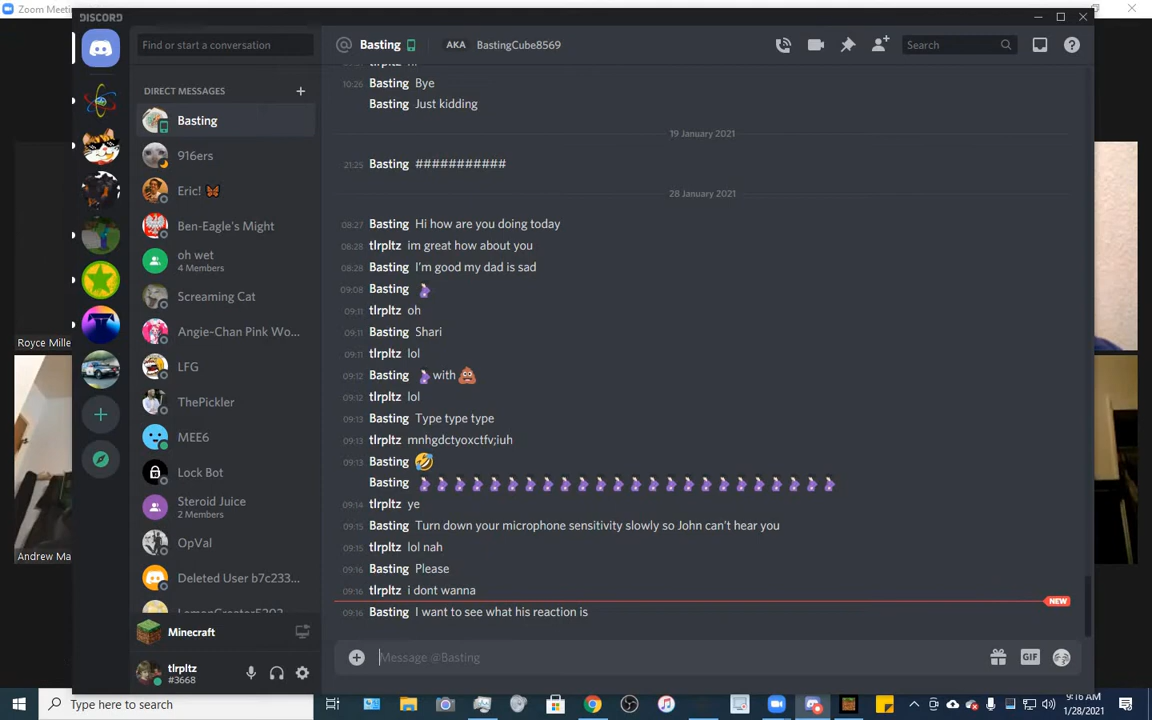 Zoom Meeti
DISCORD
Find or start a conversation
Basting
AKA
BastingCube8569
Search
DIRECT MESSAGES
Basting
916ers
Eric!
Ben-Eagle's Might
oh wet
4 Members
Screaming Cat
Angie-Chan Pink Wo...
LFG
ThePickler
MEE6
Lock Bot
Steroid Juice
2 Members
OpVal
Deleted User b7c233...
Minecraft
tlrpltz
#3668
10:26 Basting Bye
Basting Just kidding
19 January 2021
21:25 Basting ###########
28 January 2021
08:27 Basting Hi how are you doing today
08:28 tlrpltz im great how about you
08:28 Basting I'm good my dad is sad
09:08 Basting
09:11 tlrpltz oh
09:11 Basting Shari
09:11 tlrpltz lol
09:12 Basting with
09:12 tlrpltz lol
09:13 Basting Type type type
09:13 tlrpltz mnhgdctyoxctfv;iuh
09:13 Basting 🤣
Basting
09:14 tlrpltz ye
09:15 Basting Turn down your microphone sensitivity slowly so John can't hear you
09:15 tlrpltz lol nah
09:16 Basting Please
09:16 tlrpltz i dont wanna
NEW
09:16 Basting I want to see what his reaction is
Message @Basting
GIF
Royce Mille
Andrew Ma
Type here to search
9:16 AM
1/28/2021